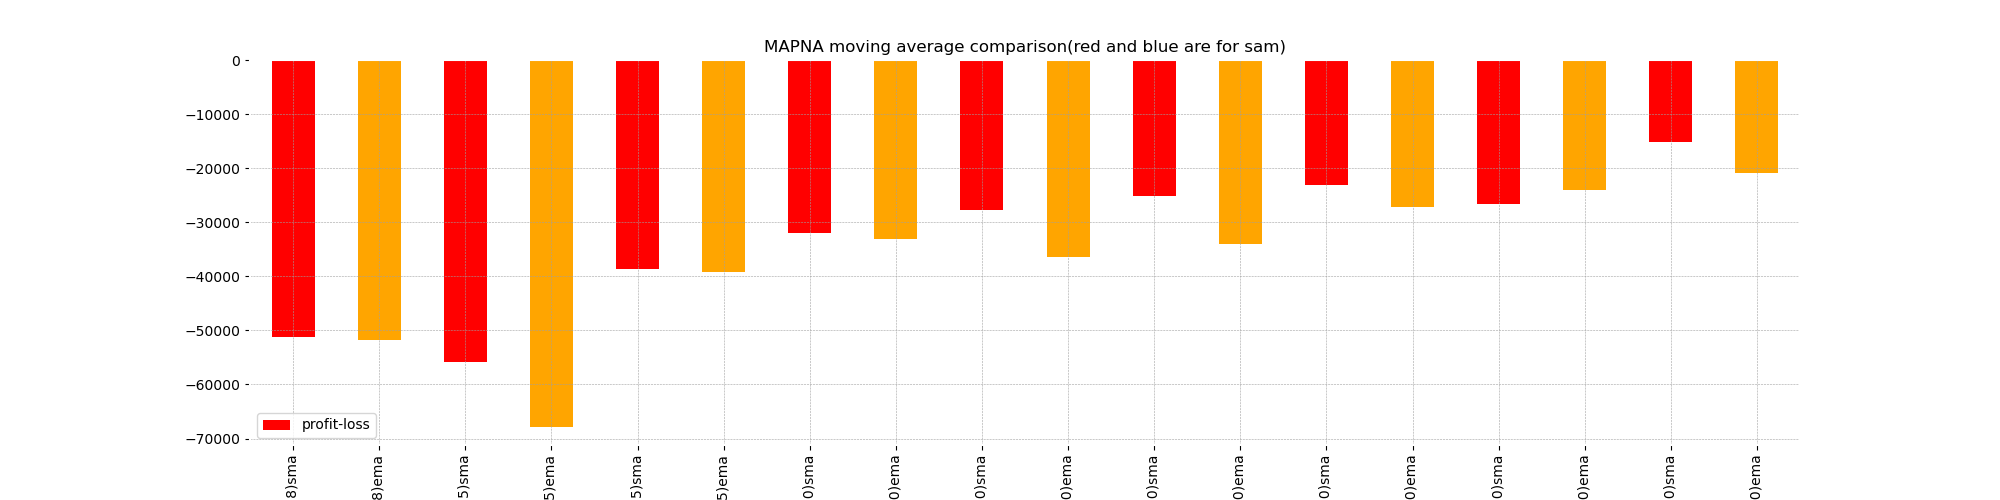 MAPNA moving average comparison(red and blue are for sam)
0
−10000
−20000
−30000
−40000
−50000
−60000
−70000
profit-loss
8)sma
8)ema
5)sma
5)ema
5)sma
5)ema
0)sma
0)ema
0)sma
0)ema
0)sma
0)ema
0)sma
0)ema
0)sma
0)ema
0)sma
0)ema